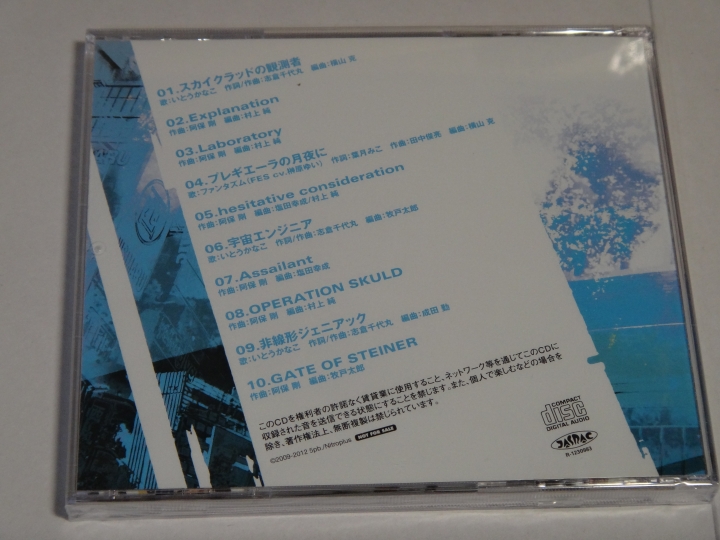 01.スカイクラッドの観測者
歌:いとうかなこ 作詞/作曲:志倉千代丸 編曲:横山 克
02.Explanation
作曲:阿保 剛 編曲:村上 純
03.Laboratory
作曲:阿保 剛 編曲:村上 純
04.プレギエーラの月夜に
歌:ファンタズム(FES cv.榊原ゆい) 作詞:葉月みこ 作曲:田中俊亮 編曲:横山 克
05.hesitative consideration
作曲:阿保 剛 編曲:塩田幸成/村上 純
06.宇宙エンジニア
歌:いとうかなこ 作詞/作曲:志倉千代丸 編曲:牧戸太郎
07.Assailant
作曲:阿保 剛 編曲:塩田幸成
08.OPERATION SKULD
作曲:阿保 剛 編曲:村上 純
09.非線形ジェニアック
歌:いとうかなこ 作詞/作曲:志倉千代丸 編曲:成田 勤
10.GATE OF STEINER
作曲:阿保 剛 編曲:牧戸太郎
このCDを権利者の許諾なく賃貸業に使用すること、ネットワーク等を通じてこのCDに
収録された音を送信できる状態にすることを禁じます。また、個人で楽しむなどの場合を
除き、著作権法上、無断複製は禁じられています。
©2009-2012 5pb./Nitroplus NOT FOR SALE
COMPACT
disc
DIGITAL AUDIO
JASRAC
R-1230963